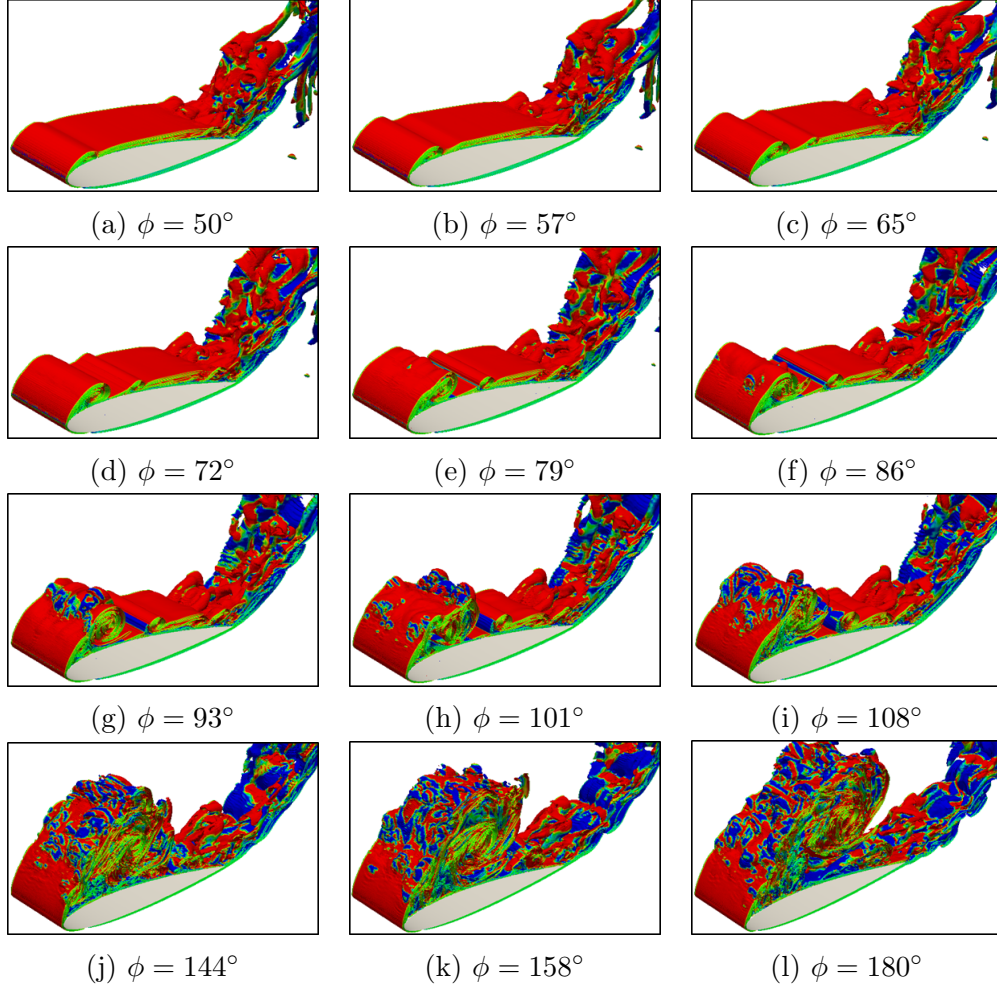 (a) ϕ = 50° (b) ϕ = 57° (c) ϕ = 65°
(d) ϕ = 72° (e) ϕ = 79° (f) ϕ = 86°
(g) ϕ = 93° (h) ϕ = 101° (i) ϕ = 108°
(j) ϕ = 144° (k) ϕ = 158° (l) ϕ = 180°